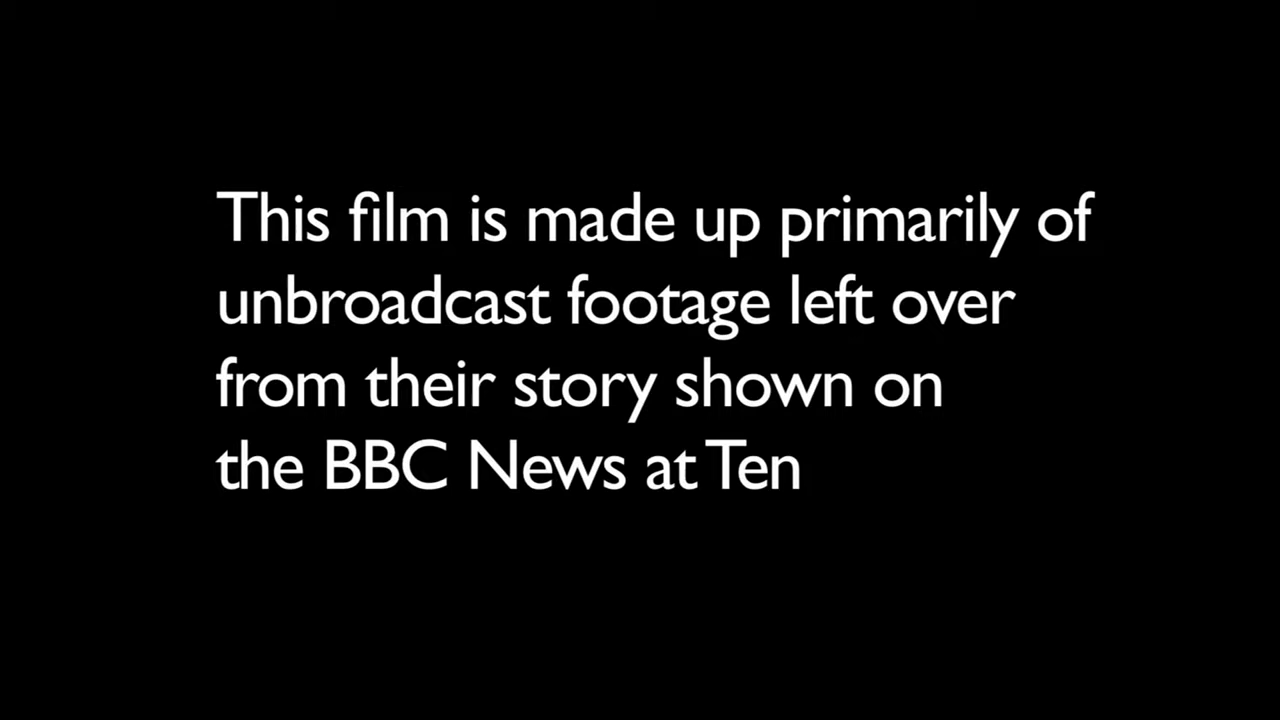 This film is made up primarily of
unbroadcast footage left over
from their story shown on
the BBC News at Ten